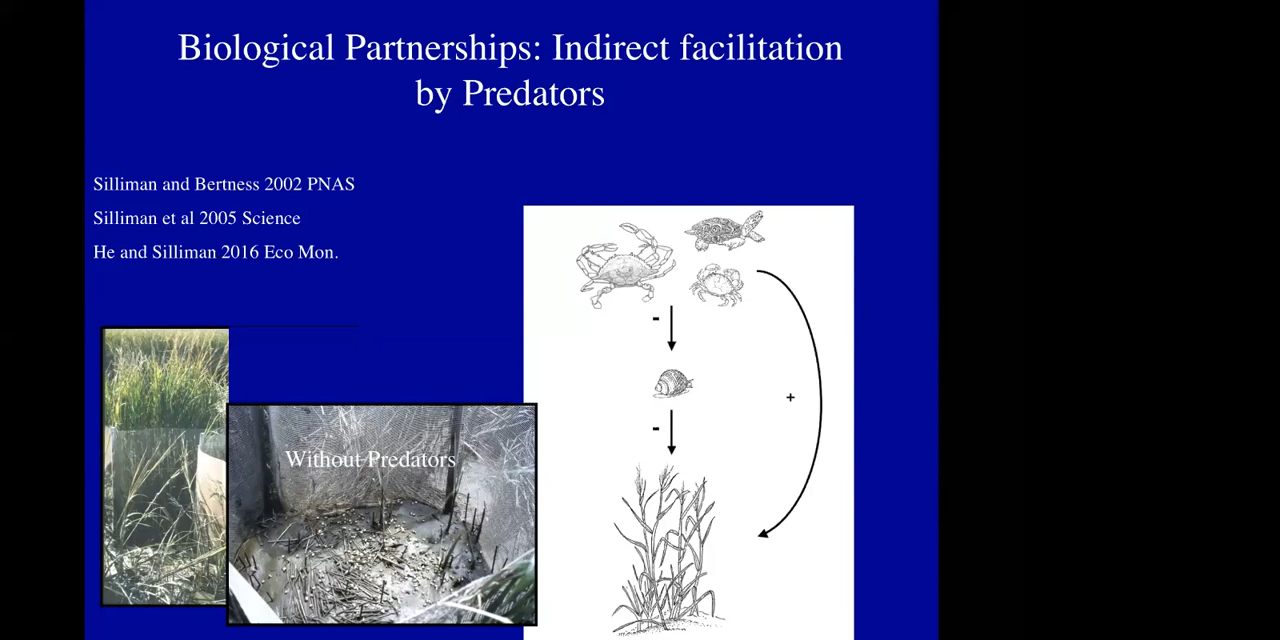 Biological Partnerships: Indirect facilitation
by Predators
Silliman and Bertness 2002 PNAS
Silliman et al 2005 Science
He and Silliman 2016 Eco Mon.
Without Predators
-
-
+